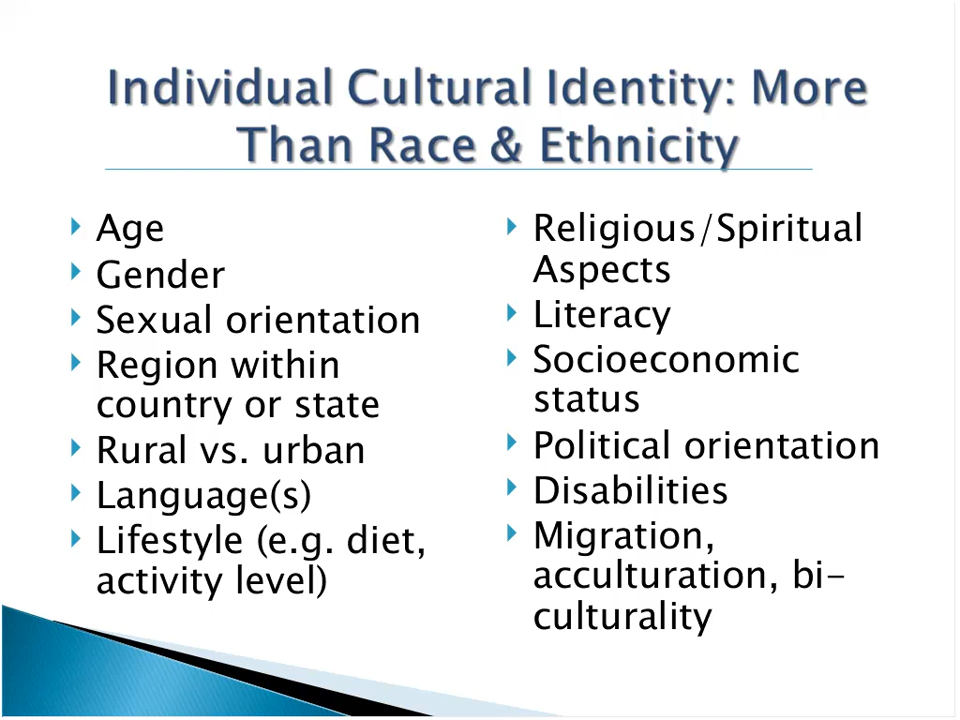 Individual Cultural Identity: More
Than Race & Ethnicity
Age
Gender
Sexual orientation
Region within
country or state
Rural vs. urban
Language(s)
Lifestyle (e.g. diet,
activity level)
Religious/Spiritual
Aspects
Literacy
Socioeconomic
status
Political orientation
Disabilities
Migration,
acculturation, bi-
culturality